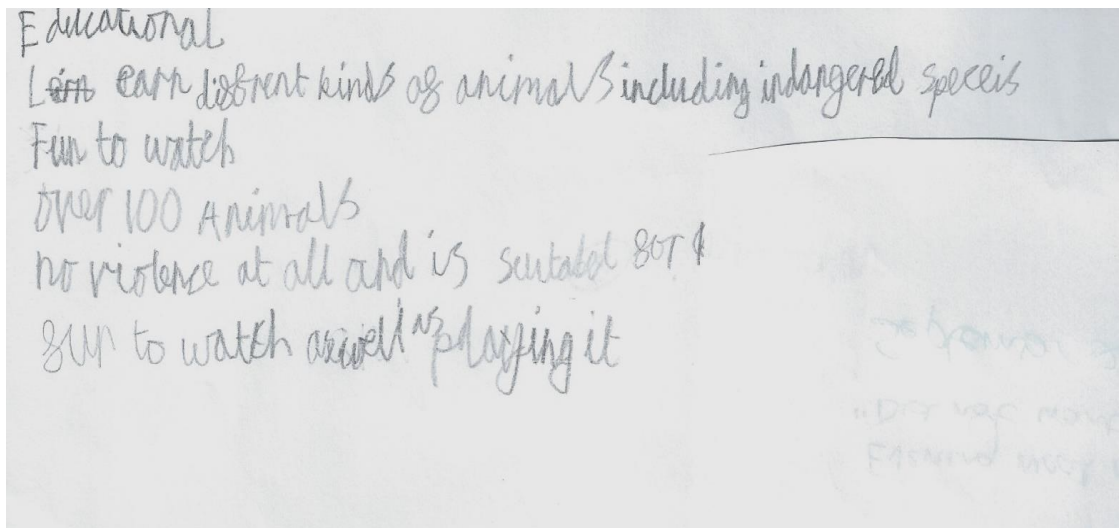 Educational
Learn difrent kinds of animals including indangered speceis
Fun to watch
Over 100 Animals
no violence at all and is sutabel for
fun to watch aswell as playing it